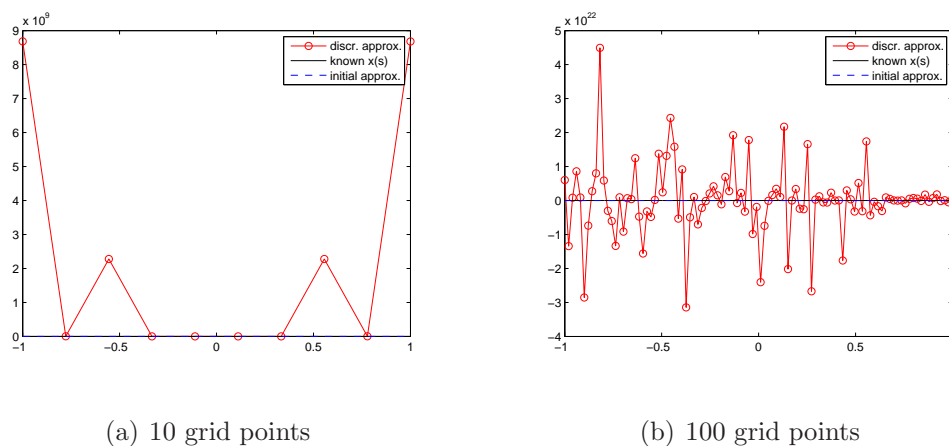 x 10^9
9
8
7
6
5
4
3
2
1
0
−1
−0.5
0
0.5
1
discr. approx.
known x(s)
initial approx.
(a) 10 grid points
x 10^22
5
4
3
2
1
0
−1
−2
−3
−4
−1
−0.5
0
0.5
discr. approx.
known x(s)
initial approx.
(b) 100 grid points